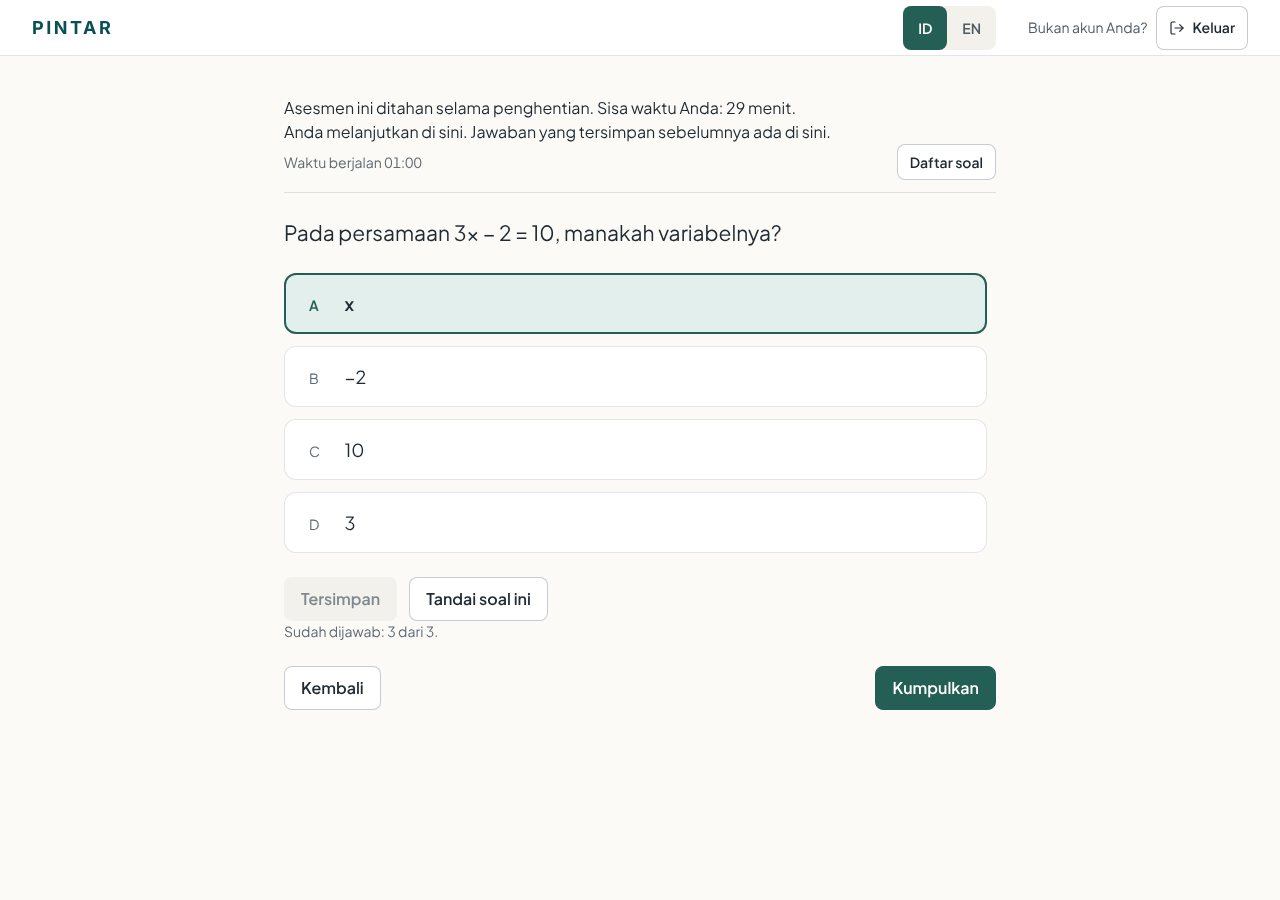 PINTAR
ID EN
Bukan akun Anda?
Keluar
Asesmen ini ditahan selama penghentian. Sisa waktu Anda: 29 menit.
Anda melanjutkan di sini. Jawaban yang tersimpan sebelumnya ada di sini.
Waktu berjalan 01:00
Daftar soal
Pada persamaan 3× − 2 = 10, manakah variabelnya?
A x
B −2
C 10
D 3
Tersimpan
Tandai soal ini
Sudah dijawab: 3 dari 3.
Kembali
Kumpulkan